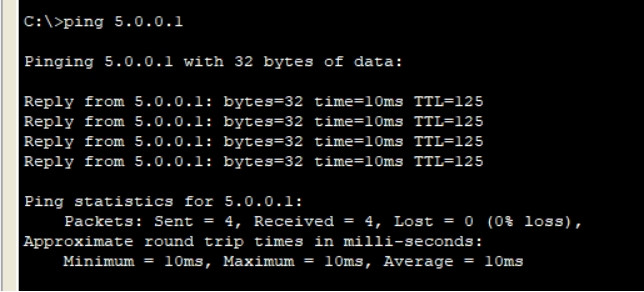 C:\>ping 5.0.0.1
Pinging 5.0.0.1 with 32 bytes of data:
Reply from 5.0.0.1: bytes=32 time=10ms TTL=125
Reply from 5.0.0.1: bytes=32 time=10ms TTL=125
Reply from 5.0.0.1: bytes=32 time=10ms TTL=125
Reply from 5.0.0.1: bytes=32 time=10ms TTL=125
Ping statistics for 5.0.0.1:
    Packets: Sent = 4, Received = 4, Lost = 0 (0% loss),
Approximate round trip times in milli-seconds:
    Minimum = 10ms, Maximum = 10ms, Average = 10ms